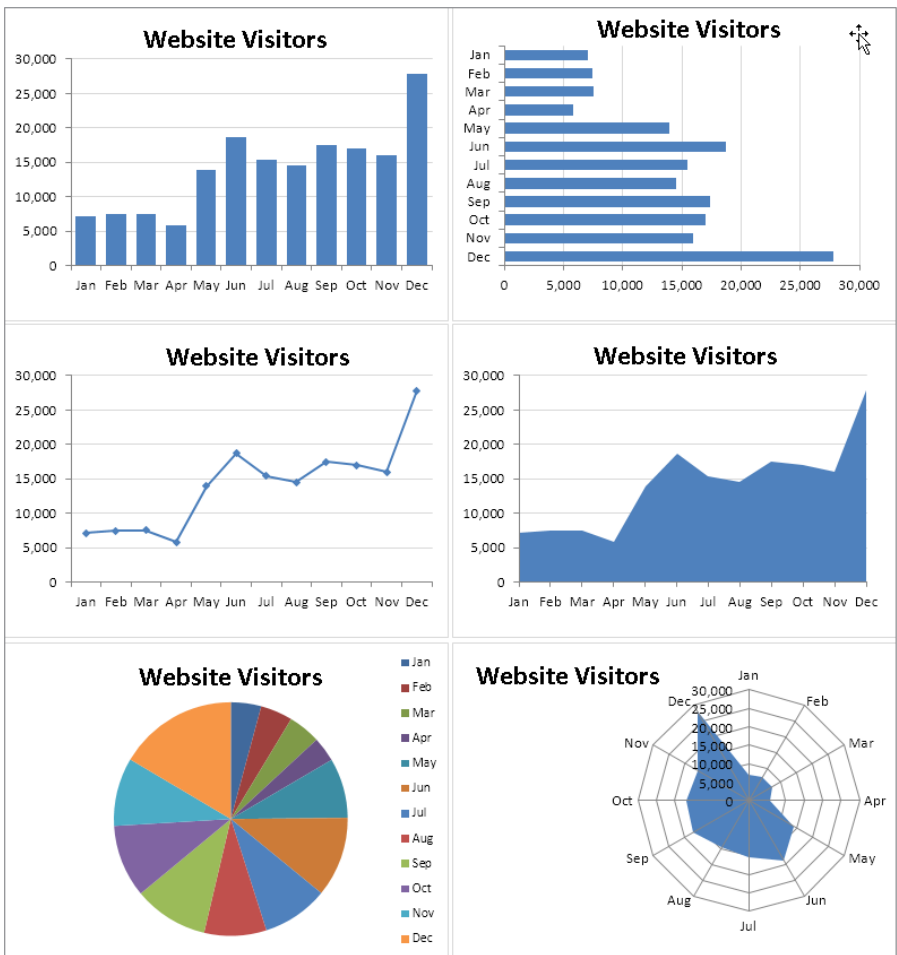 Website Visitors
30,000
25,000
20,000
15,000
10,000
5,000
0
Jan Feb Mar Apr May Jun Jul Aug Sep Oct Nov Dec
Website Visitors
Jan
Feb
Mar
Apr
May
Jun
Jul
Aug
Sep
Oct
Nov
Dec
0 5,000 10,000 15,000 20,000 25,000 30,000
Website Visitors
30,000
25,000
20,000
15,000
10,000
5,000
0
Jan Feb Mar Apr May Jun Jul Aug Sep Oct Nov Dec
Website Visitors
30,000
25,000
20,000
15,000
10,000
5,000
0
Jan Feb Mar Apr May Jun Jul Aug Sep Oct Nov Dec
Website Visitors
Jan
Feb
Mar
Apr
May
Jun
Jul
Aug
Sep
Oct
Nov
Dec
Website Visitors
Jan
Feb
Mar
Apr
May
Jun
Jul
Aug
Sep
Oct
Nov
Dec
30,000
25,000
20,000
15,000
10,000
5,000
0